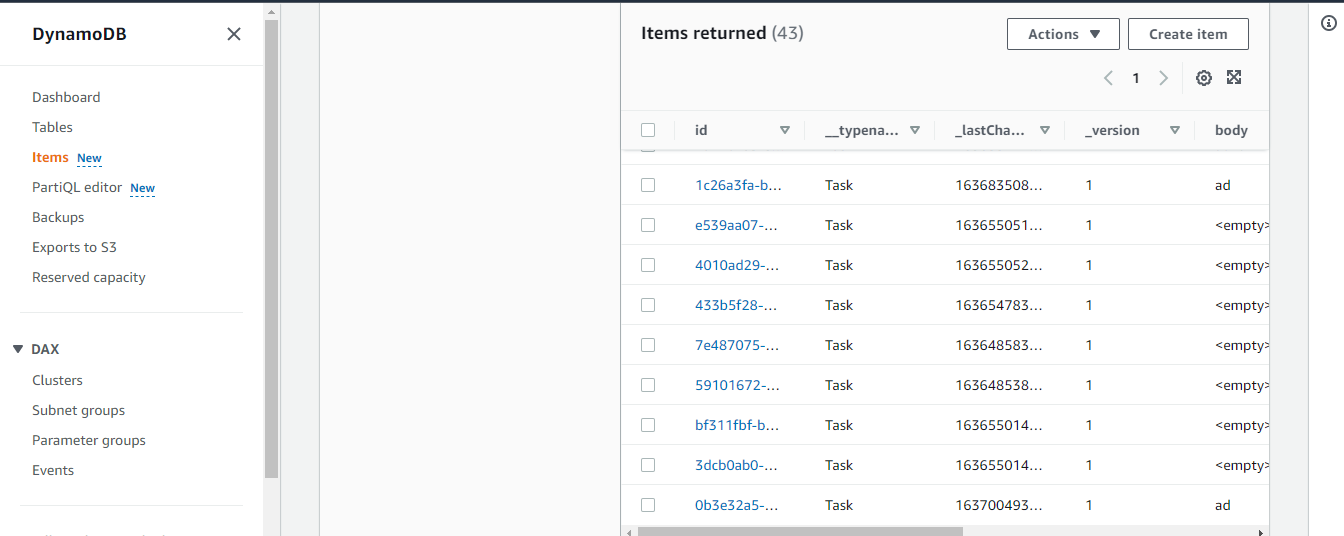 DynamoDB
Dashboard
Tables
Items New
PartiQL editor New
Backups
Exports to S3
Reserved capacity
DAX
Clusters
Subnet groups
Parameter groups
Events
Items returned (43)
Actions
Create item
1
id __typena... _lastCha... _version body
1c26a3fa-b... Task 163683508... 1 ad
e539aa07-... Task 163655051... 1 <empty>
4010ad29-... Task 163655052... 1 <empty>
433b5f28-... Task 163654783... 1 <empty>
7e487075-... Task 163648583... 1 <empty>
59101672-... Task 163648538... 1 <empty>
bf311fbf-b... Task 163655014... 1 <empty>
3dcb0ab0-... Task 163655014... 1 <empty>
0b3e32a5-... Task 163700493... 1 ad